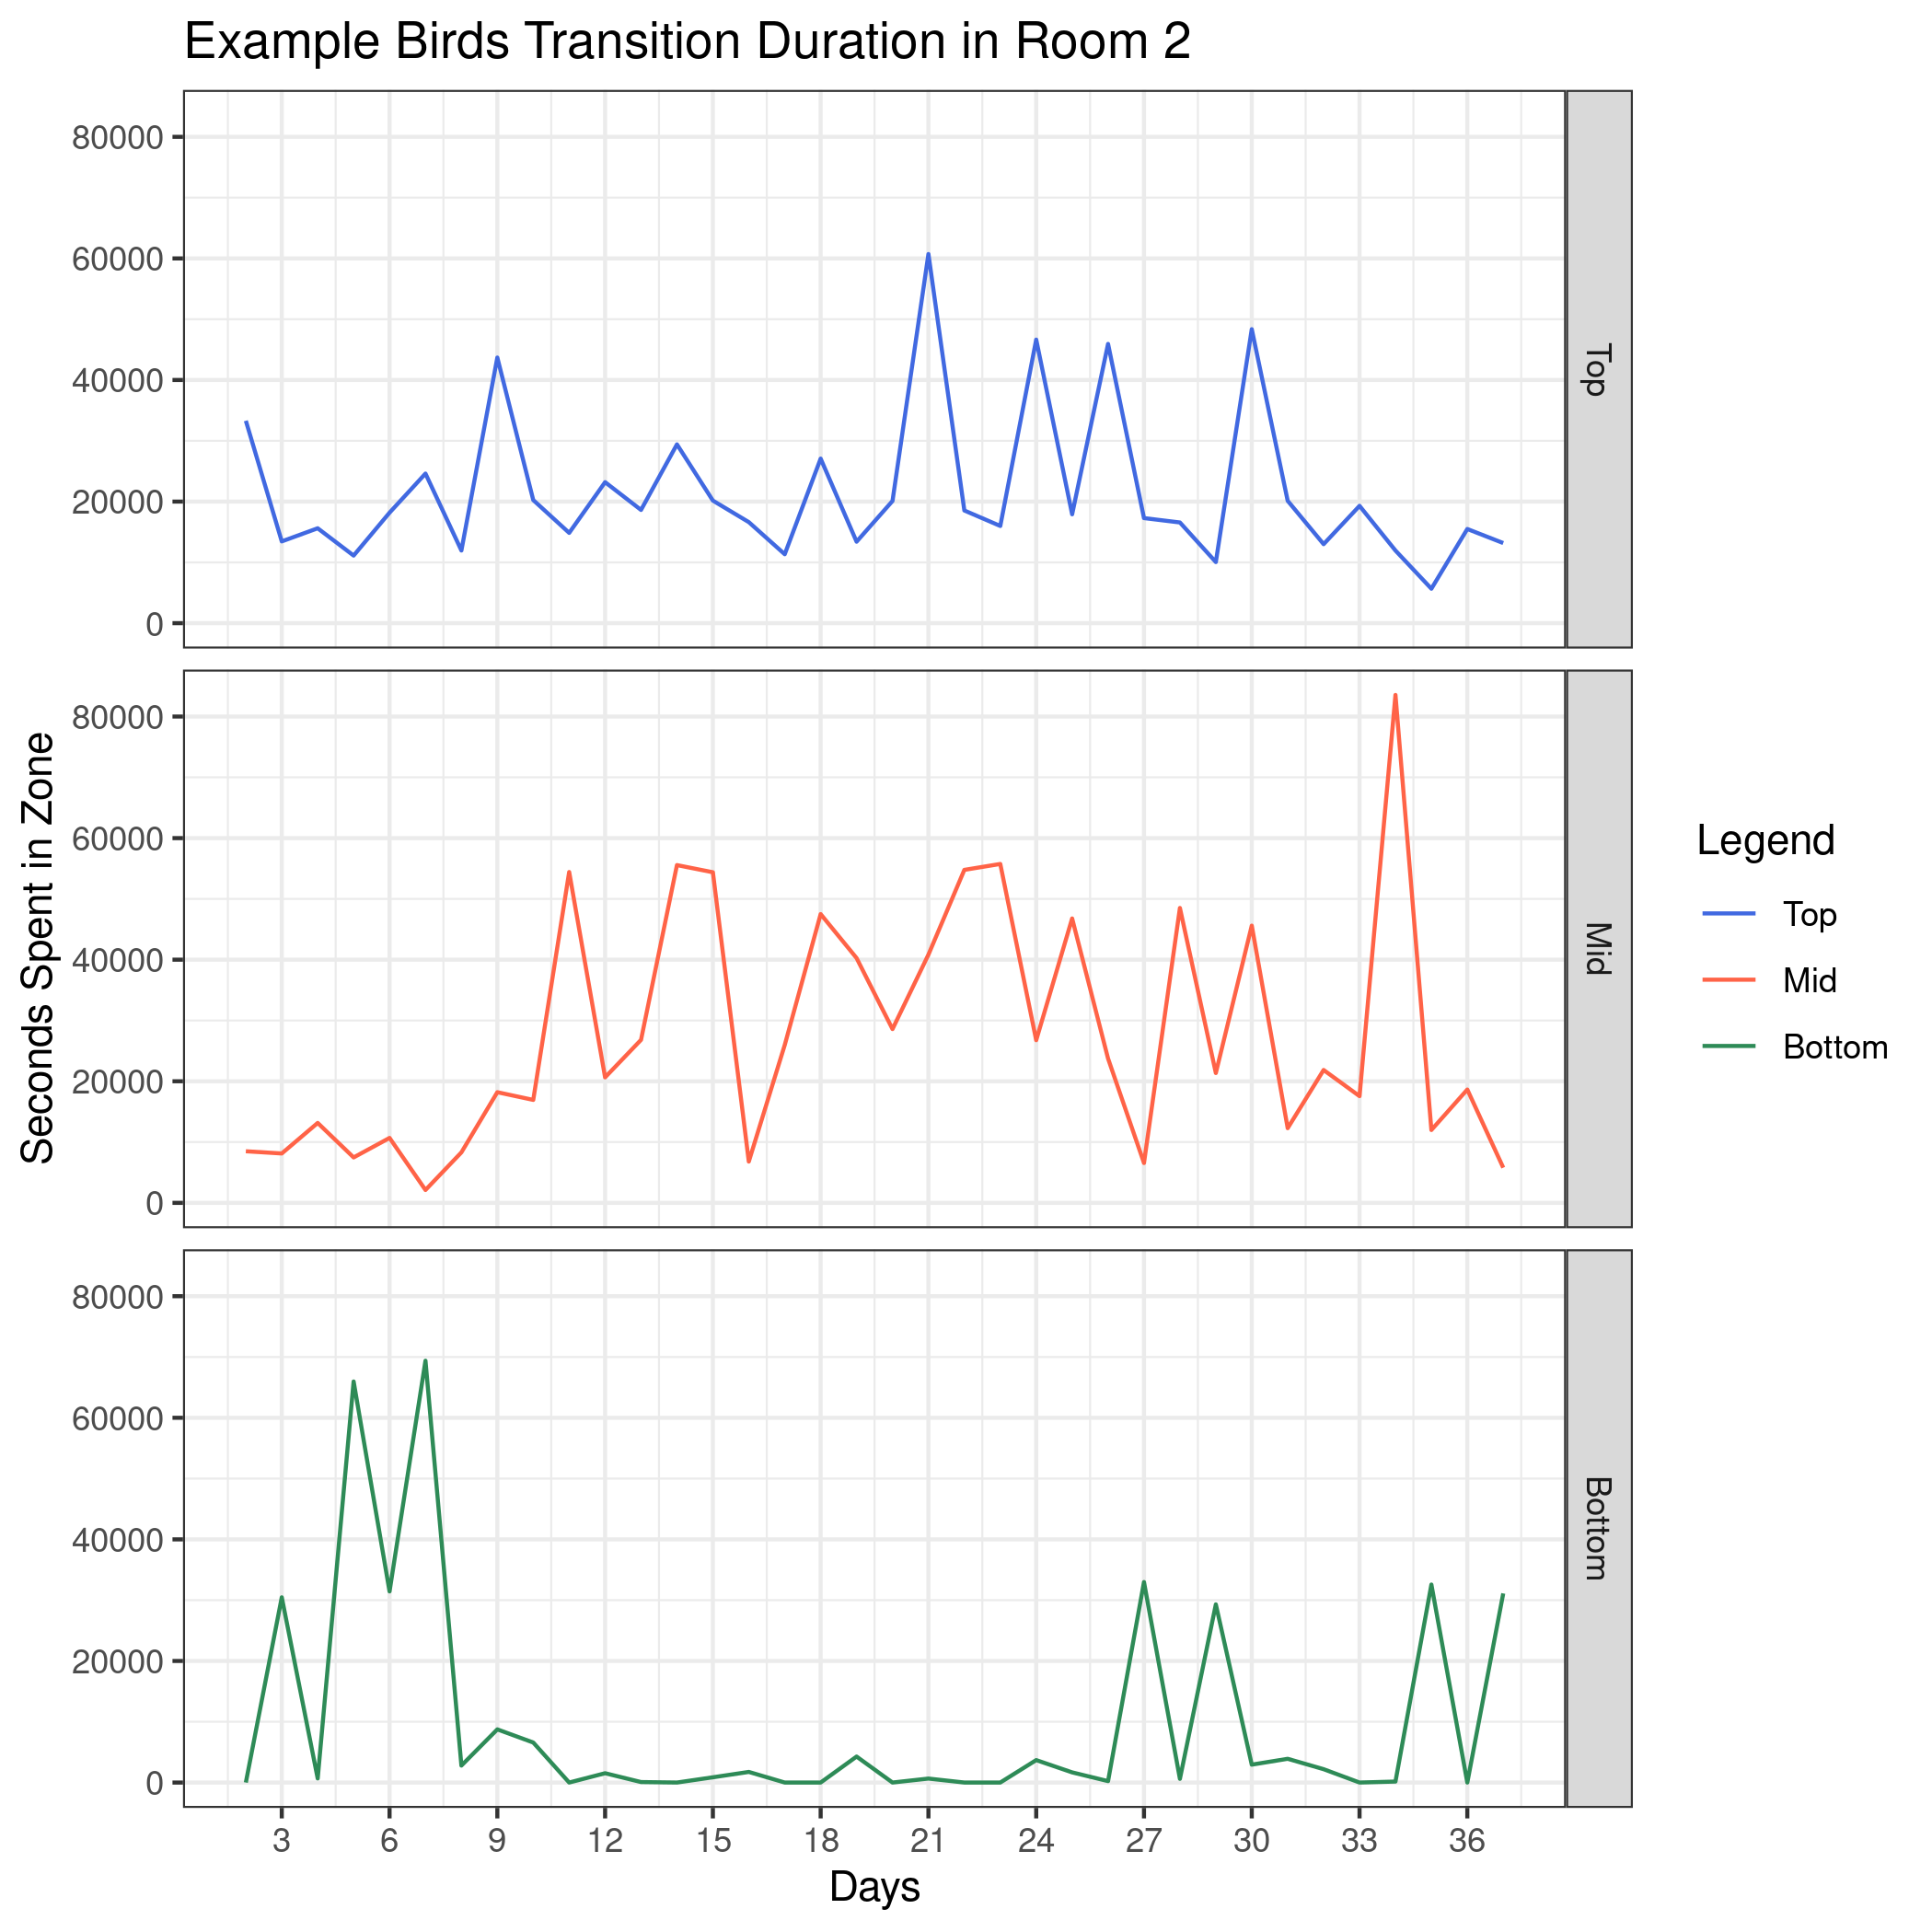 Example Birds Transition Duration in Room 2
80000
60000
40000
20000
0
Top
80000
60000
40000
20000
0
Mid
80000
60000
40000
20000
0
Bottom
3 6 9 12 15 18 21 24 27 30 33 36
Days
Seconds Spent in Zone
Legend
Top
Mid
Bottom